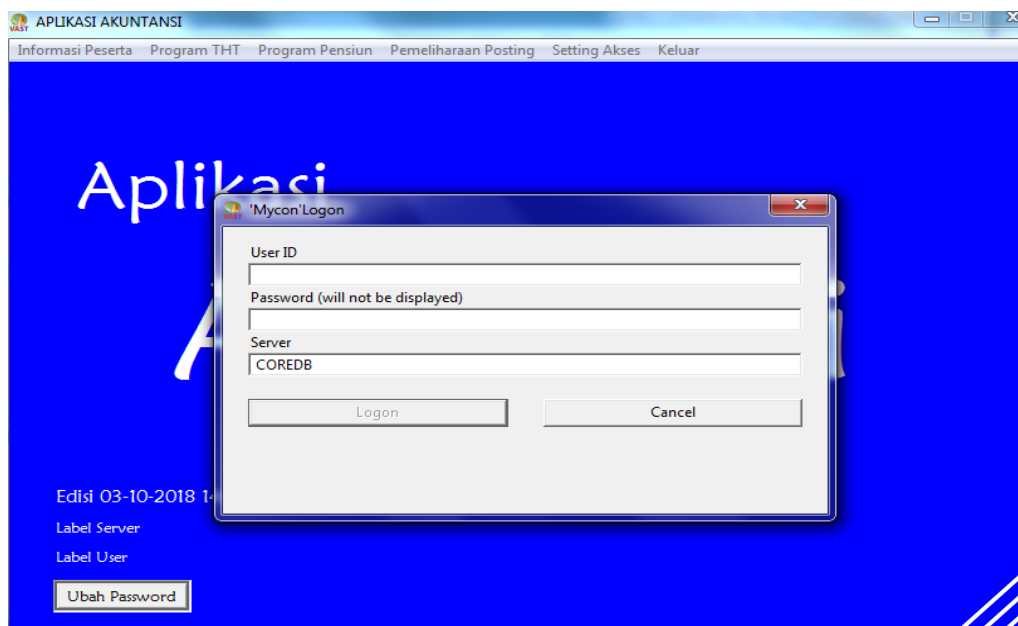 APLIKASI AKUNTANSI
Informasi Peserta Program THT Program Pensiun Pemeliharaan Posting Setting Akses Keluar
Aplikasi
'Mycon'Logon
User ID
Password (will not be displayed)
Server
COREDB
Logon Cancel
Edisi 03-10-2018
Label Server
Label User
Ubah Password